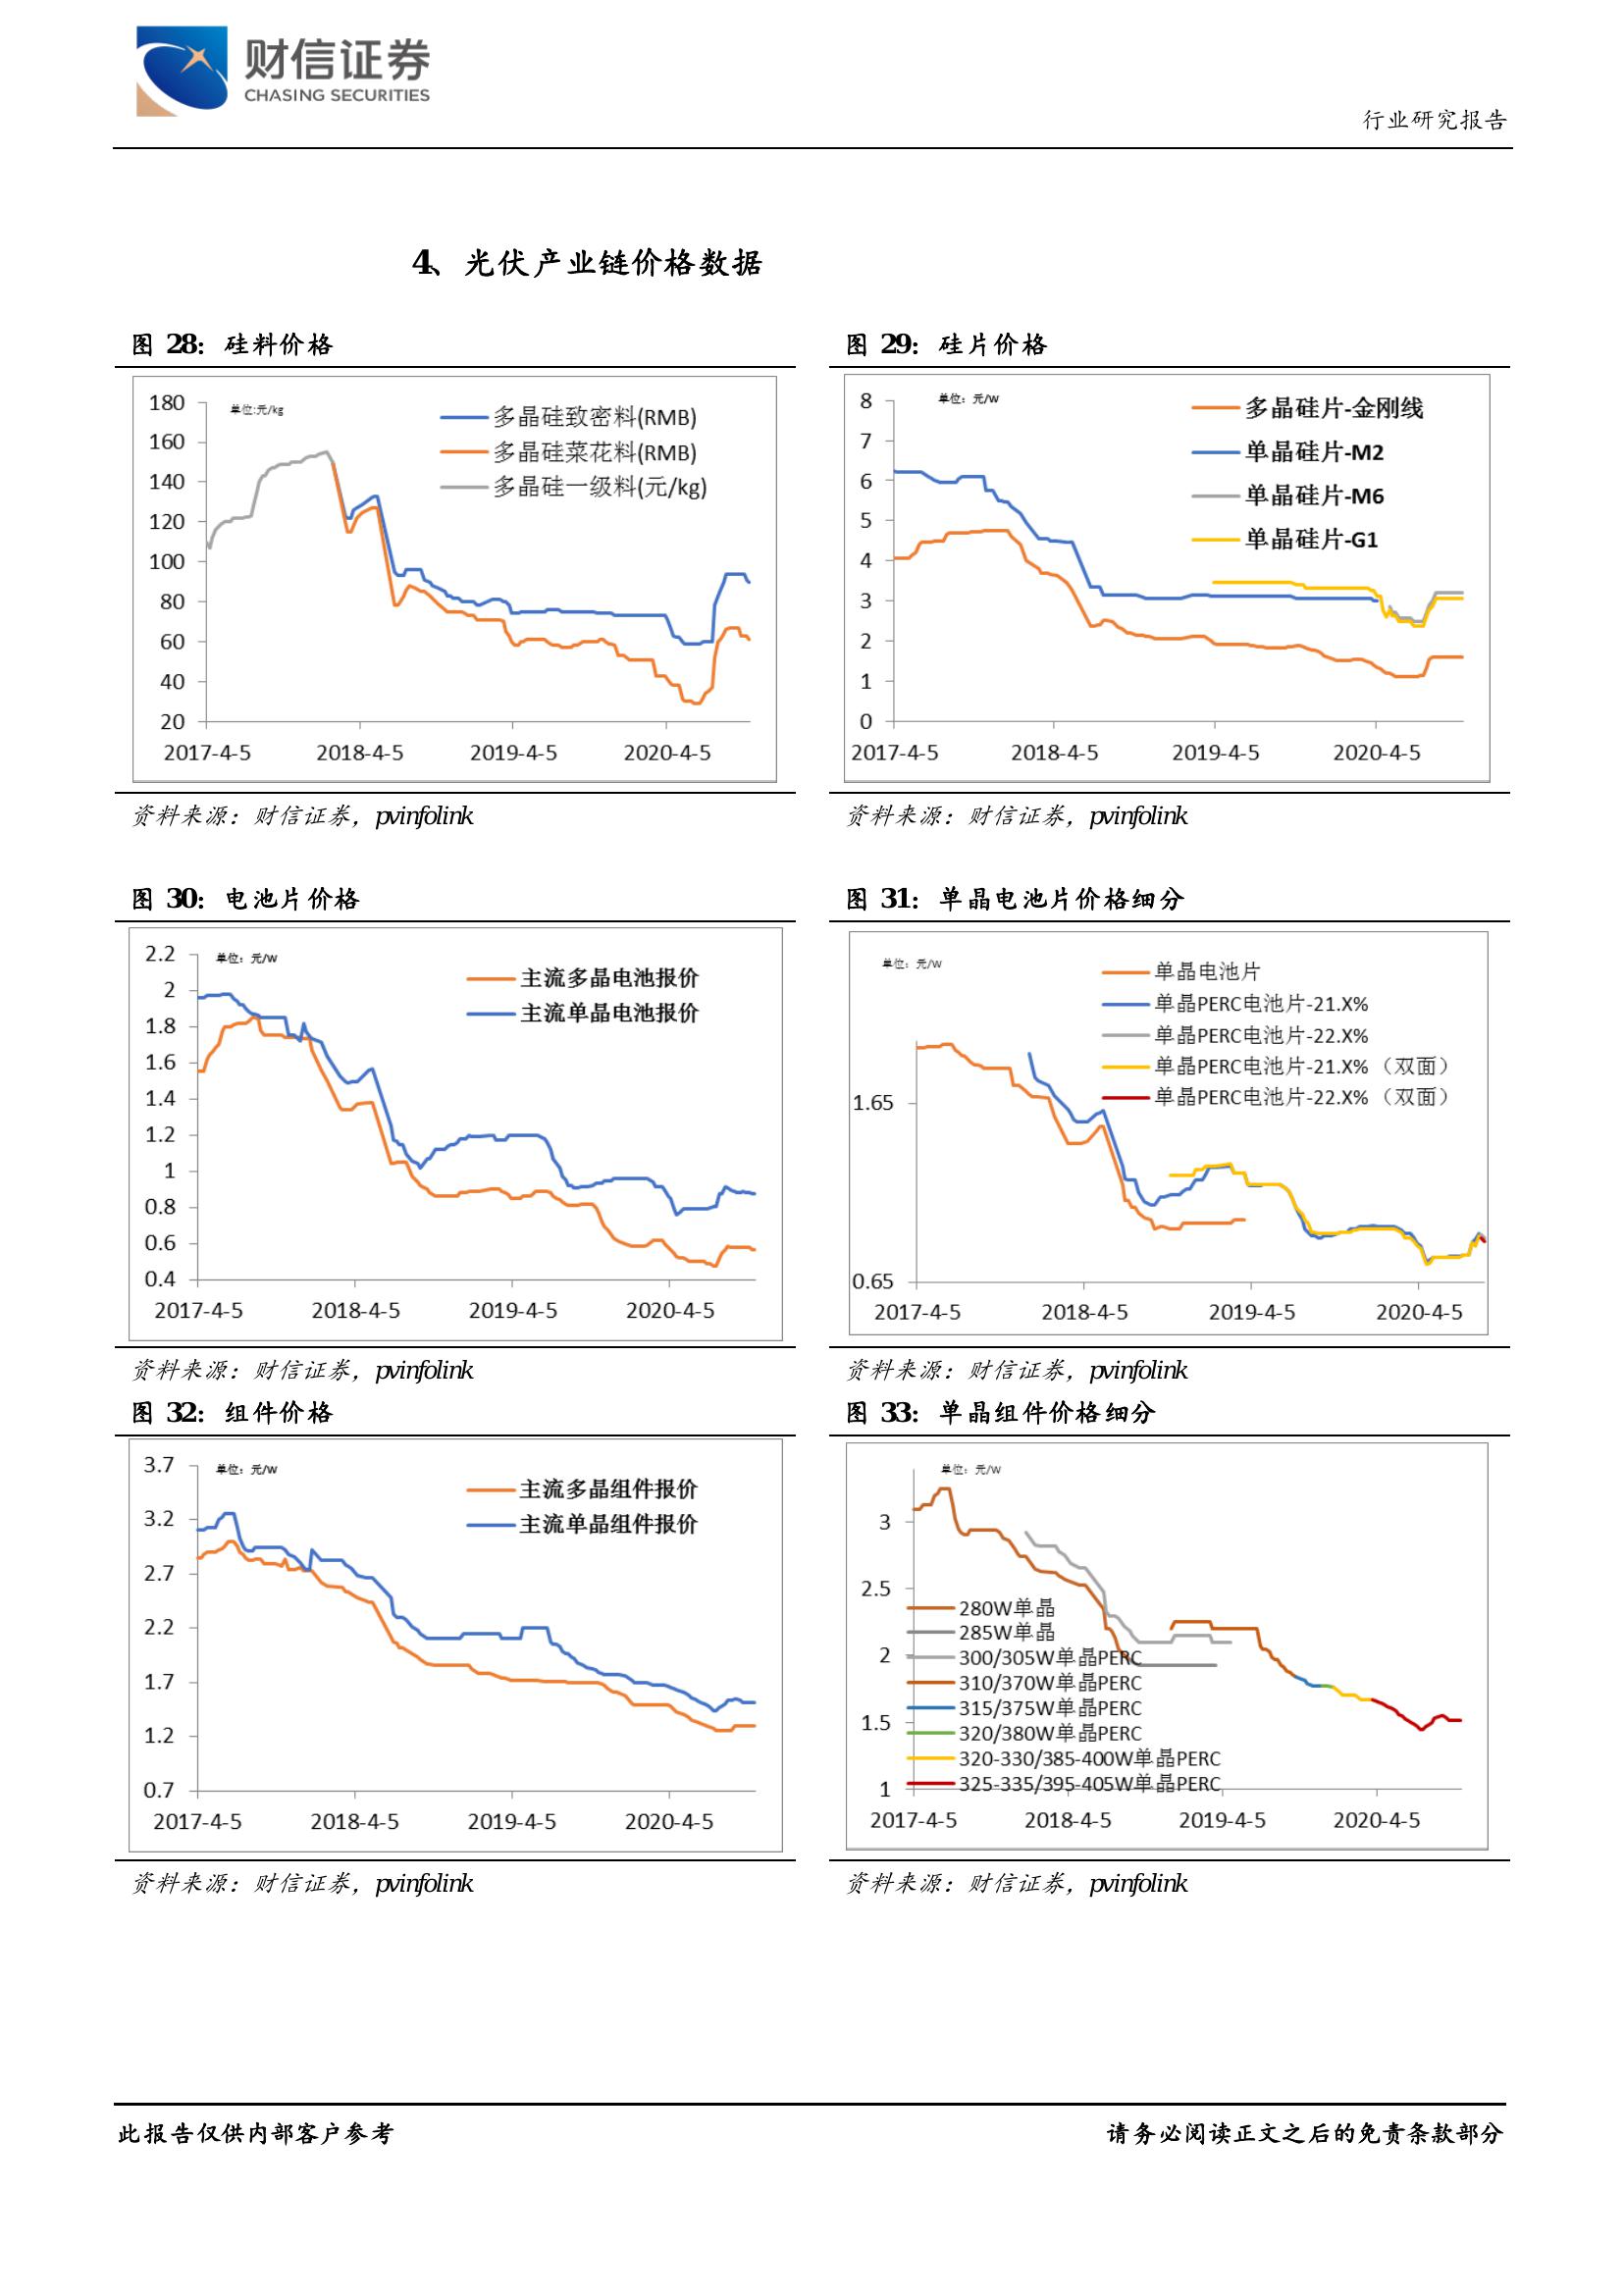 财信证券
CHASING SECURITIES
行业研究报告
4、光伏产业链价格数据
图 28：硅料价格
单位:元/kg
多晶硅致密料(RMB)
多晶硅菜花料(RMB)
多晶硅一级料(元/kg)
180
160
140
120
100
80
60
40
20
2017-4-5 2018-4-5 2019-4-5 2020-4-5
资料来源：财信证券，pvinfolink
图 29：硅片价格
单位：元/w
多晶硅片-金刚线
单晶硅片-M2
单晶硅片-M6
单晶硅片-G1
8
7
6
5
4
3
2
1
0
2017-4-5 2018-4-5 2019-4-5 2020-4-5
资料来源：财信证券，pvinfolink
图 30：电池片价格
单位：元/w
主流多晶电池报价
主流单晶电池报价
2.2
2
1.8
1.6
1.4
1.2
1
0.8
0.6
0.4
2017-4-5 2018-4-5 2019-4-5 2020-4-5
资料来源：财信证券，pvinfolink
图 31：单晶电池片价格细分
单位：元/w
单晶电池片
单晶PERC电池片-21.X%
单晶PERC电池片-22.X%
单晶PERC电池片-21.X%（双面）
单晶PERC电池片-22.X%（双面）
1.65
0.65
2017-4-5 2018-4-5 2019-4-5 2020-4-5
资料来源：财信证券，pvinfolink
图 32：组件价格
单位：元/w
主流多晶组件报价
主流单晶组件报价
3.7
3.2
2.7
2.2
1.7
1.2
0.7
2017-4-5 2018-4-5 2019-4-5 2020-4-5
资料来源：财信证券，pvinfolink
图 33：单晶组件价格细分
单位：元/w
3
2.5
2
1.5
1
280W单晶
285W单晶
300/305W单晶PERC
310/370W单晶PERC
315/375W单晶PERC
320/380W单晶PERC
320-330/385-400W单晶PERC
325-335/395-405W单晶PERC
2017-4-5 2018-4-5 2019-4-5 2020-4-5
资料来源：财信证券，pvinfolink
此报告仅供内部客户参考
请务必阅读正文之后的免责条款部分